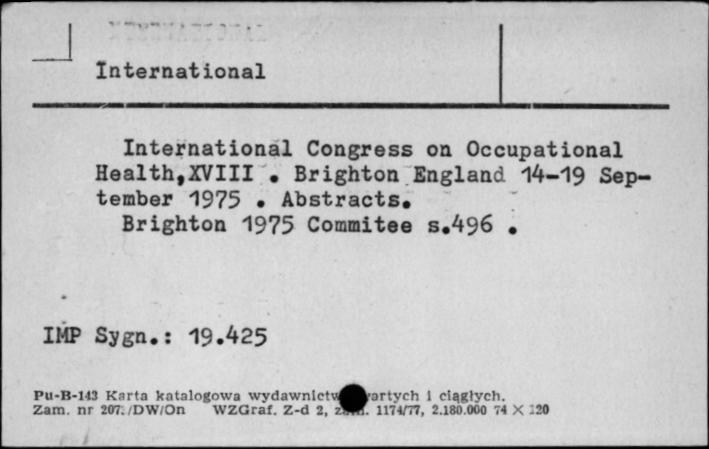 International
International Congress on Occupational
Health,XVIII . Brighton England 14-19 Sep-
tember 1975 . Abstracts.
Brighton 1975 Commitee s.496 .
IMP Sygn.: 19.425
Pu-B-143 Karta katalogowa wydawnictw i ciągłych.
Zam. nr /DW/On WZGraf. Z-d 2, 1174/77, 2.180.000 74 X 120